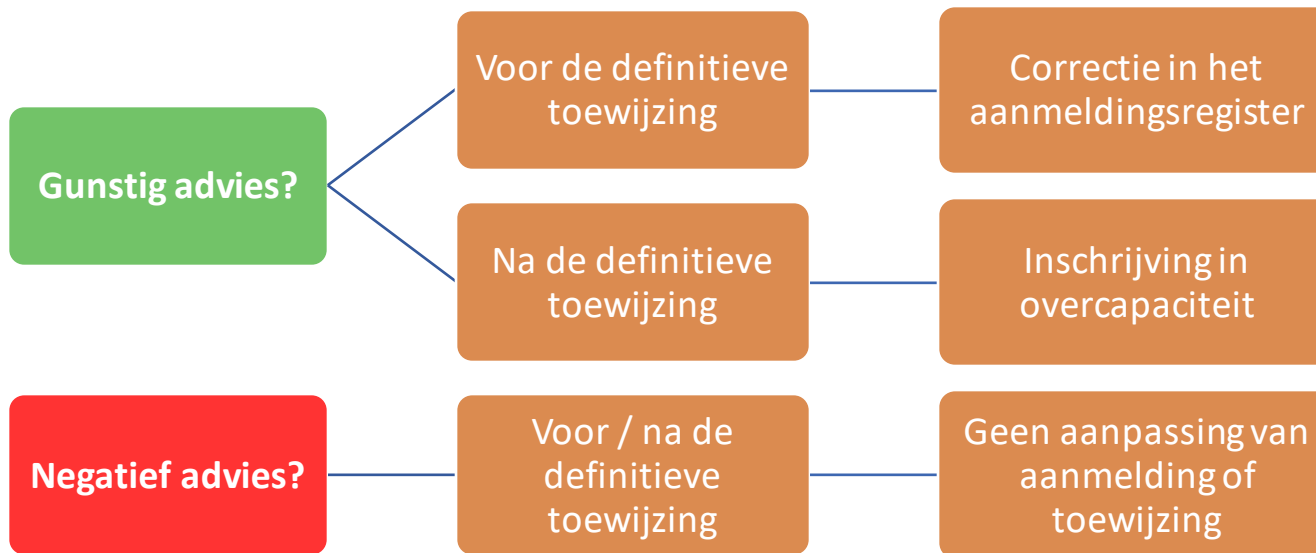 Gunstig advies?
Voor de definitieve
toewijzing
Correctie in het
aanmeldingsregister
Na de definitieve
toewijzing
Inschrijving in
overcapaciteit
Negatief advies?
Voor / na de
definitieve
toewijzing
Geen aanpassing van
aanmelding of
toewijzing